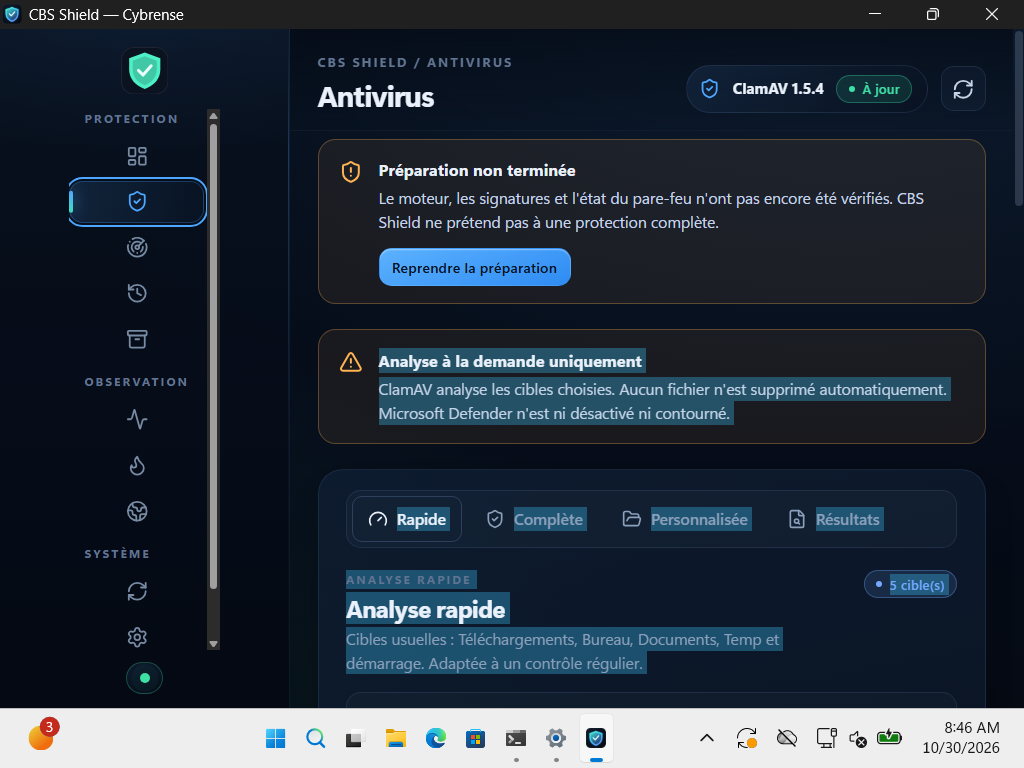 CBS Shield — Cybrense
PROTECTION
OBSERVATION
SYSTÈME
CBS SHIELD / ANTIVIRUS
Antivirus
ClamAV 1.5.4
À jour
Préparation non terminée
Le moteur, les signatures et l'état du pare-feu n'ont pas encore été vérifiés. CBS
Shield ne prétend pas à une protection complète.
Reprendre la préparation
Analyse à la demande uniquement
ClamAV analyse les cibles choisies. Aucun fichier n'est supprimé automatiquement.
Microsoft Defender n'est ni désactivé ni contourné.
Rapide
Complète
Personnalisée
Résultats
ANALYSE RAPIDE
5 cible(s)
Analyse rapide
Cibles usuelles : Téléchargements, Bureau, Documents, Temp et
démarrage. Adaptée à un contrôle régulier.
3
8:46 AM
10/30/2026